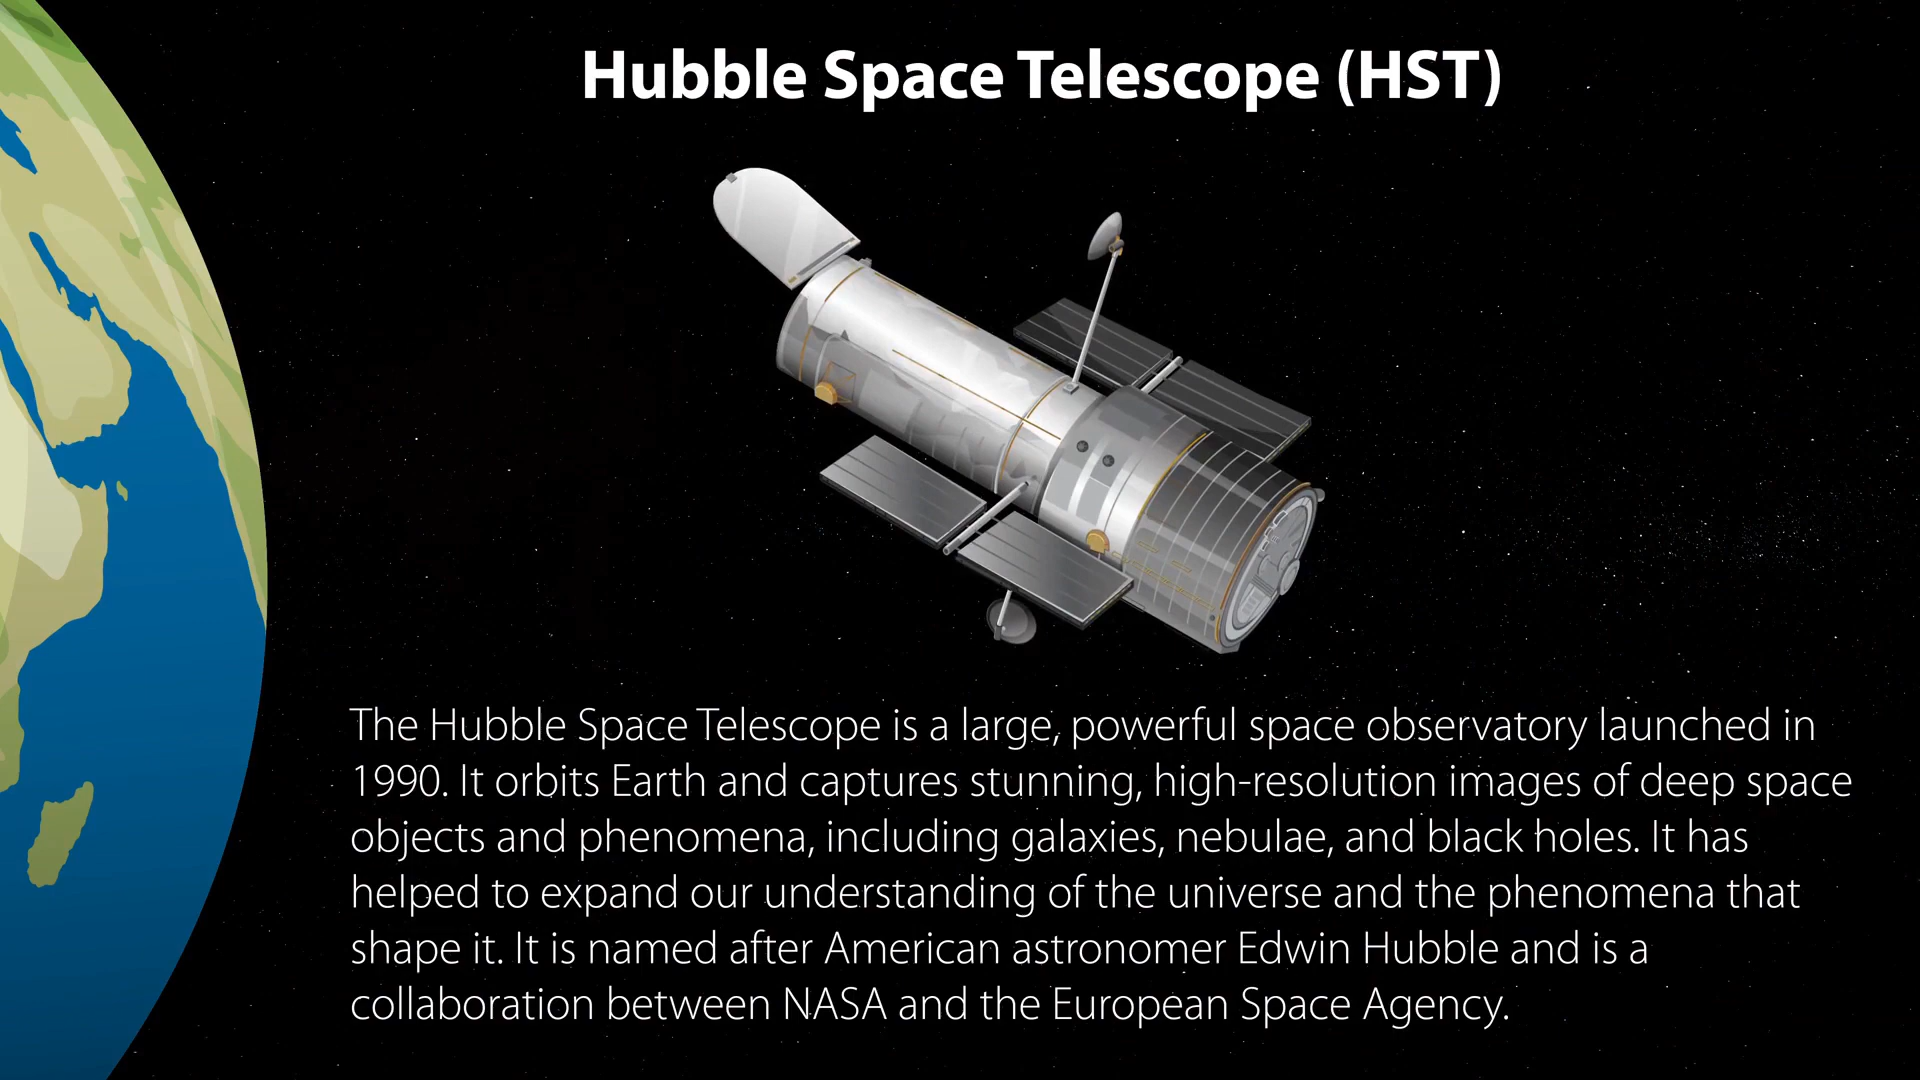 Hubble Space Telescope (HST)
The Hubble Space Telescope is a large, powerful space observatory launched in
1990. It orbits Earth and captures stunning, high-resolution images of deep space
objects and phenomena, including galaxies, nebulae, and black holes. It has
helped to expand our understanding of the universe and the phenomena that
shape it. It is named after American astronomer Edwin Hubble and is a
collaboration between NASA and the European Space Agency.